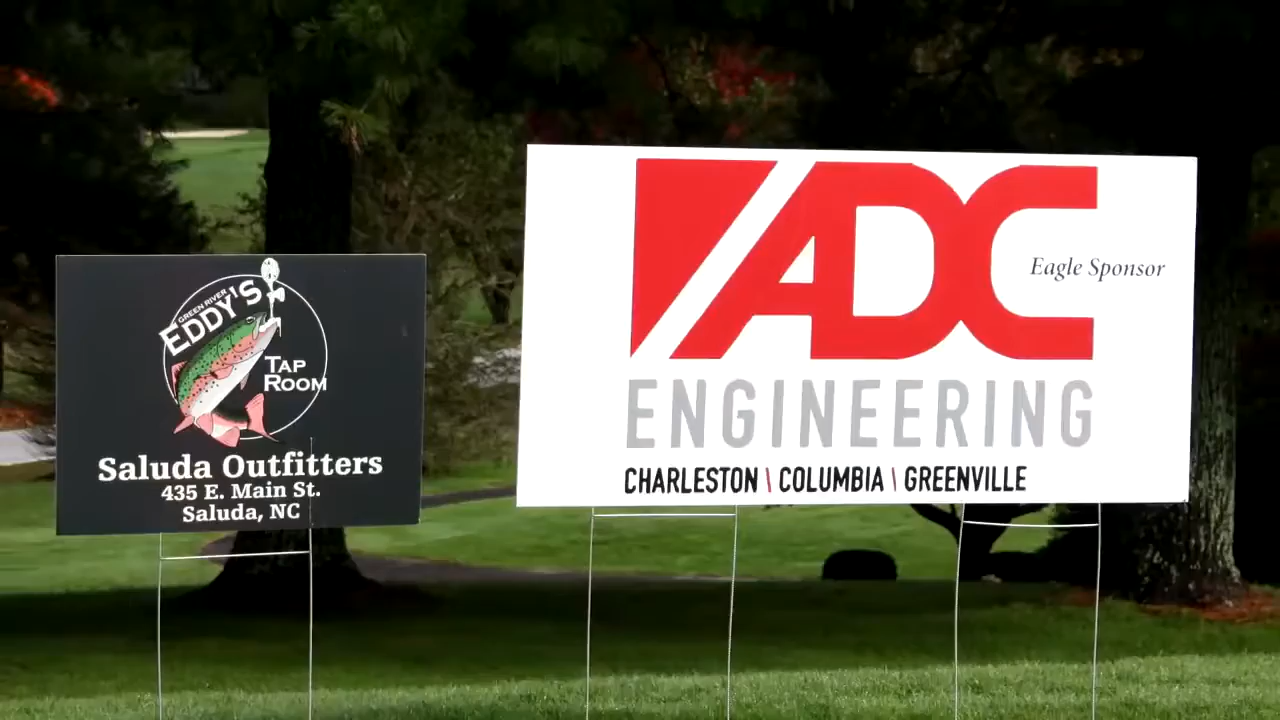 GREEN RIVER
EDDY'S
TAP
ROOM
Saluda Outfitters
435 E. Main St.
Saluda, NC
ADC
Eagle Sponsor
ENGINEERING
CHARLESTON \ COLUMBIA \ GREENVILLE